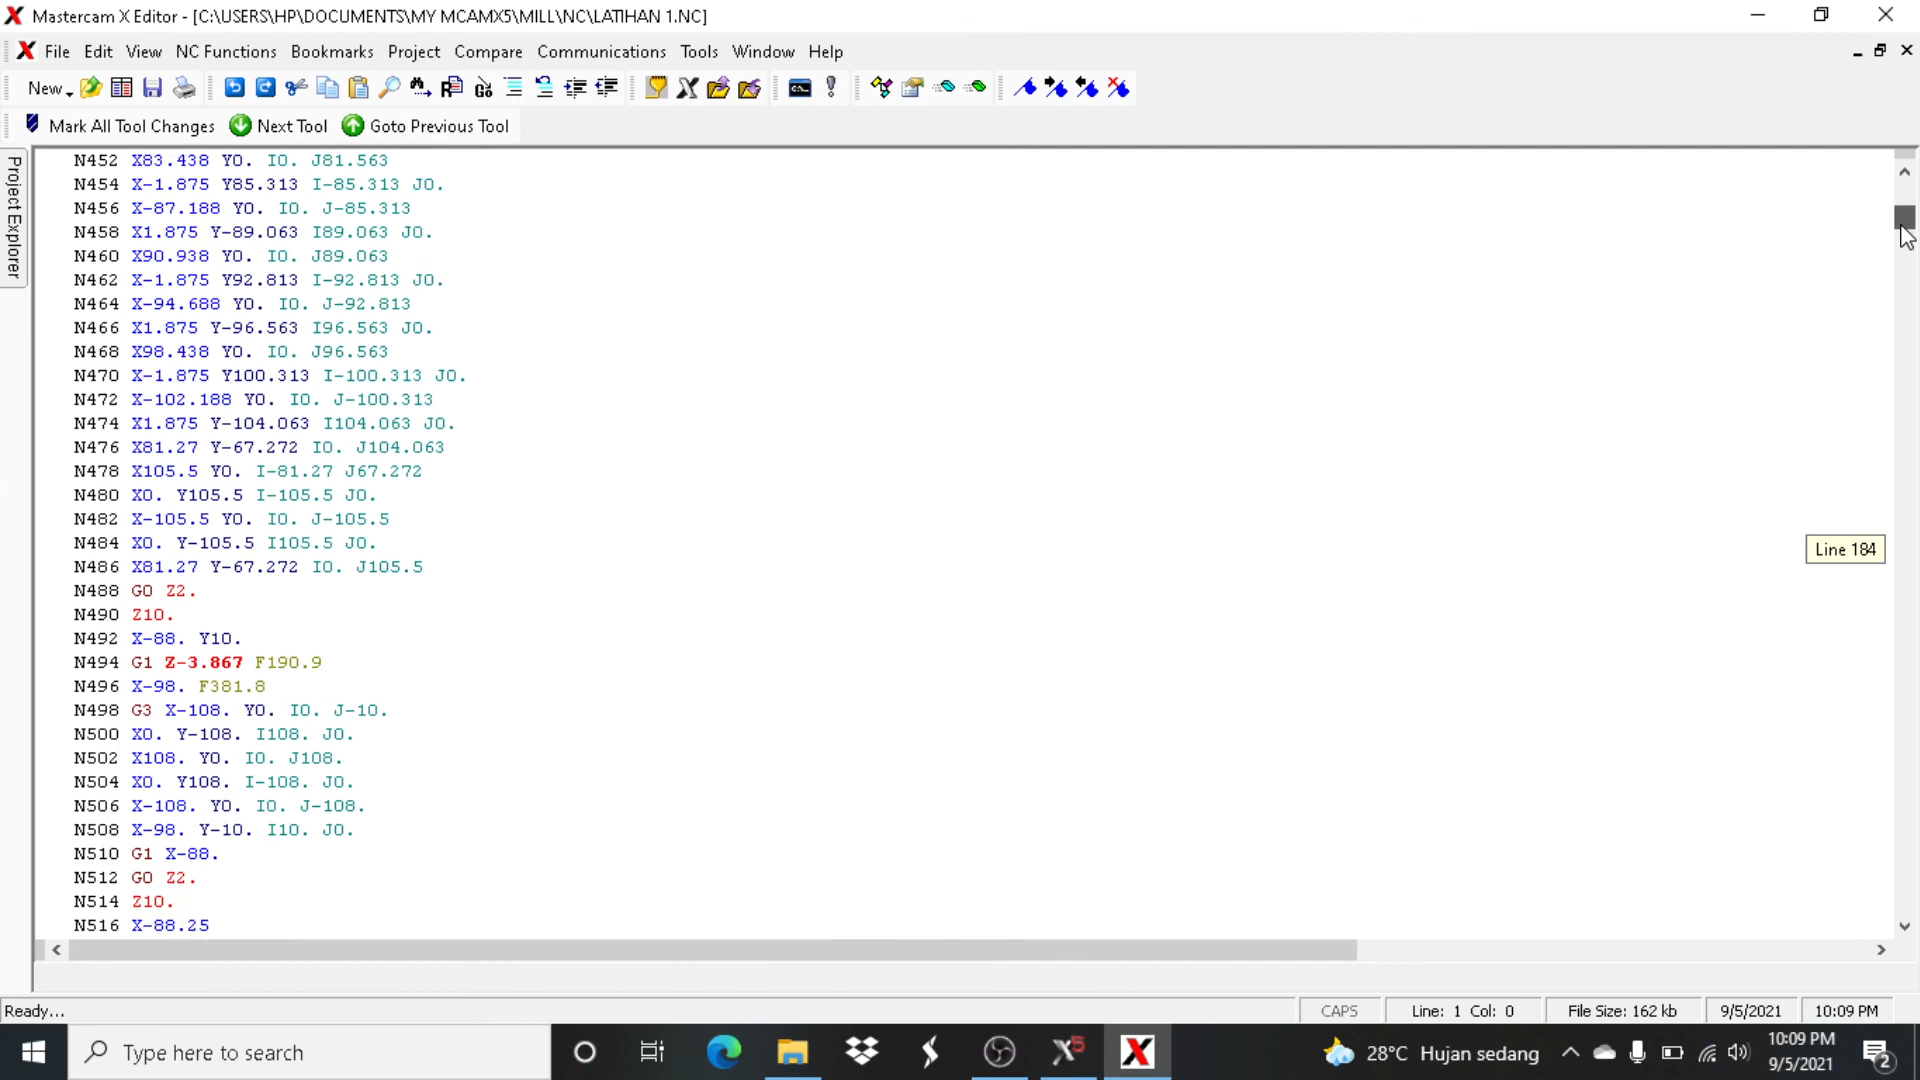 Mastercam X Editor - [C:\USERS\HP\DOCUMENTS\MY MCAMX5\MILL\NC\LATIHAN 1.NC]
File Edit View NC Functions Bookmarks Project Compare Communications Tools Window Help
New
Mark All Tool Changes Next Tool Goto Previous Tool
Project Explorer
N452 X83.438 Y0. I0. J81.563
N454 X-1.875 Y85.313 I-85.313 J0.
N456 X-87.188 Y0. I0. J-85.313
N458 X1.875 Y-89.063 I89.063 J0.
N460 X90.938 Y0. I0. J89.063
N462 X-1.875 Y92.813 I-92.813 J0.
N464 X-94.688 Y0. I0. J-92.813
N466 X1.875 Y-96.563 I96.563 J0.
N468 X98.438 Y0. I0. J96.563
N470 X-1.875 Y100.313 I-100.313 J0.
N472 X-102.188 Y0. I0. J-100.313
N474 X1.875 Y-104.063 I104.063 J0.
N476 X81.27 Y-67.272 I0. J104.063
N478 X105.5 Y0. I-81.27 J67.272
N480 X0. Y105.5 I-105.5 J0.
N482 X-105.5 Y0. I0. J-105.5
N484 X0. Y-105.5 I105.5 J0.
N486 X81.27 Y-67.272 I0. J105.5
N488 G0 Z2.
N490 Z10.
N492 X-88. Y10.
N494 G1 Z-3.867 F190.9
N496 X-98. F381.8
N498 G3 X-108. Y0. I0. J-10.
N500 X0. Y-108. I108. J0.
N502 X108. Y0. I0. J108.
N504 X0. Y108. I-108. J0.
N506 X-108. Y0. I0. J-108.
N508 X-98. Y-10. I10. J0.
N510 G1 X-88.
N512 G0 Z2.
N514 Z10.
N516 X-88.25
Line 184
Ready... CAPS Line: 1 Col: 0 File Size: 162 kb 9/5/2021 10:09 PM
Type here to search 28°C Hujan sedang 10:09 PM
9/5/2021 2